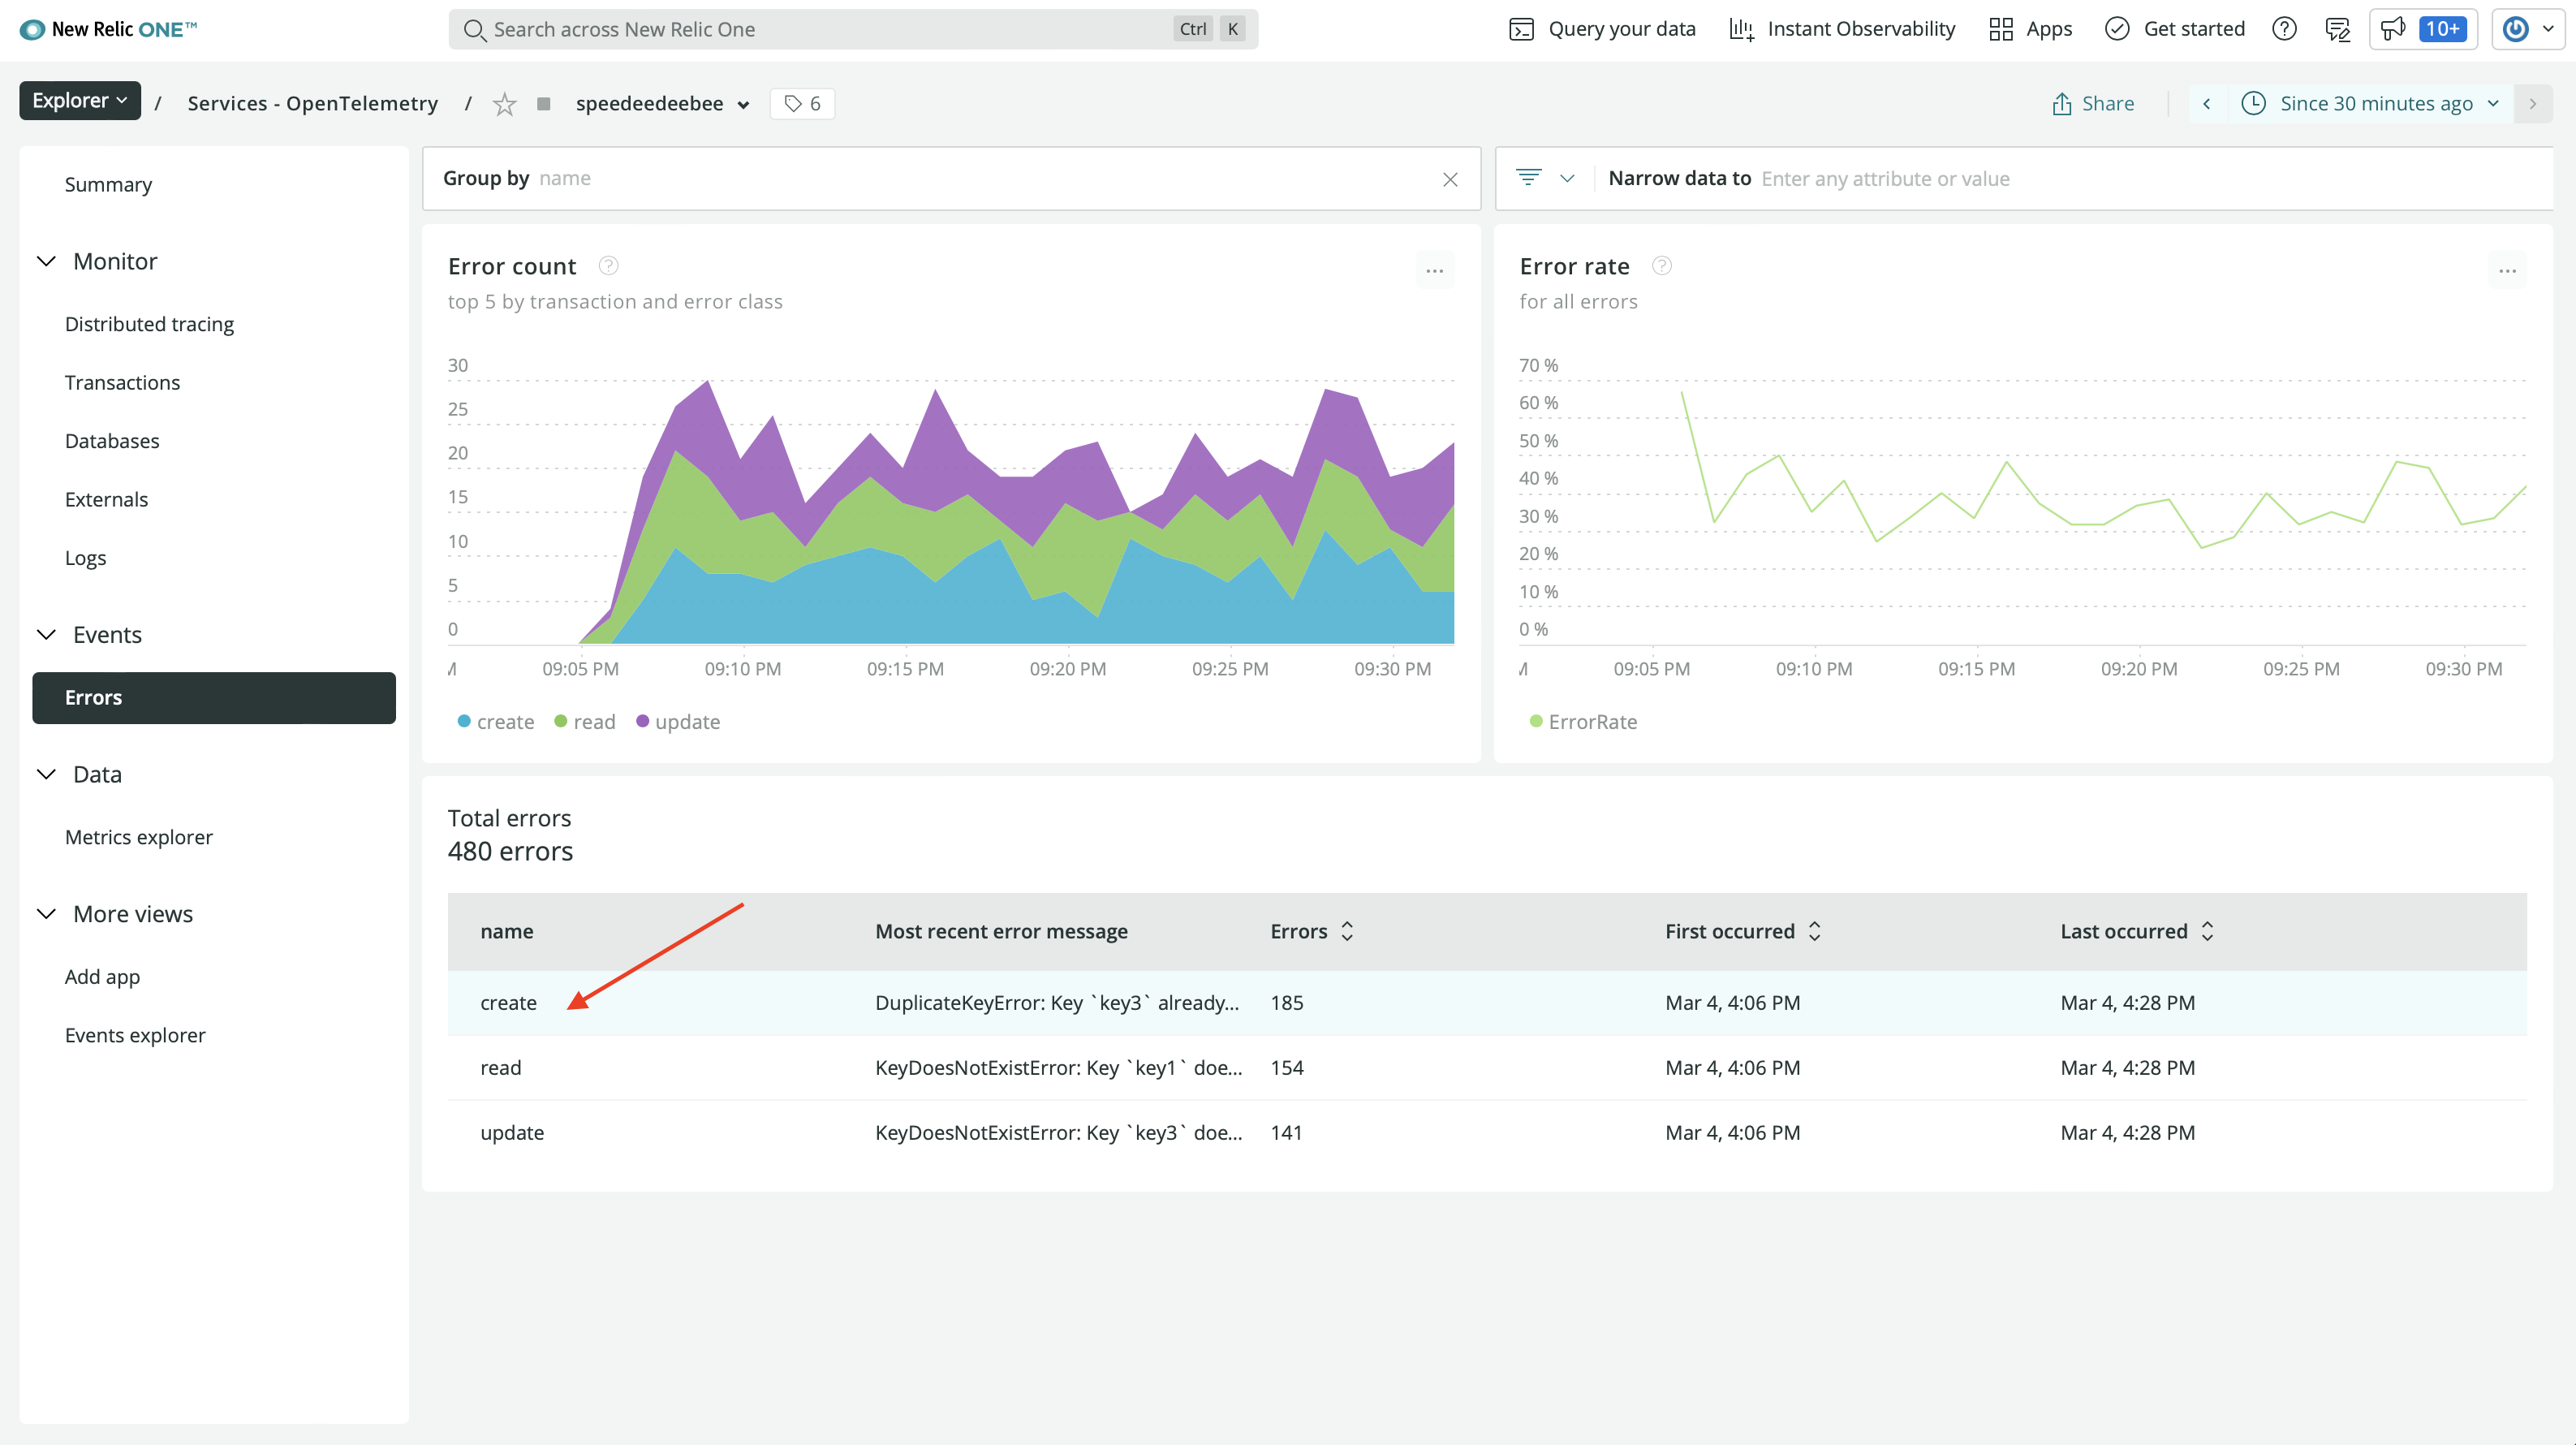 New Relic ONE™
Search across New Relic One Ctrl K
Query your data Instant Observability Apps Get started 10+
Explorer / Services - OpenTelemetry / speedeedeebee 6
Share Since 30 minutes ago
Summary
Monitor
Distributed tracing
Transactions
Databases
Externals
Logs
Events
Errors
Data
Metrics explorer
More views
Add app
Events explorer
Group by name
Narrow data to Enter any attribute or value
Error count
top 5 by transaction and error class
30
25
20
15
10
5
0
M 09:05 PM 09:10 PM 09:15 PM 09:20 PM 09:25 PM 09:30 PM
create read update
Error rate
for all errors
70 %
60 %
50 %
40 %
30 %
20 %
10 %
0 %
M 09:05 PM 09:10 PM 09:15 PM 09:20 PM 09:25 PM 09:30 PM
ErrorRate
Total errors
480 errors
name Most recent error message Errors First occurred Last occurred
create DuplicateKeyError: Key `key3` already... 185 Mar 4, 4:06 PM Mar 4, 4:28 PM
read KeyDoesNotExistError: Key `key1` doe... 154 Mar 4, 4:06 PM Mar 4, 4:28 PM
update KeyDoesNotExistError: Key `key3` doe... 141 Mar 4, 4:06 PM Mar 4, 4:28 PM